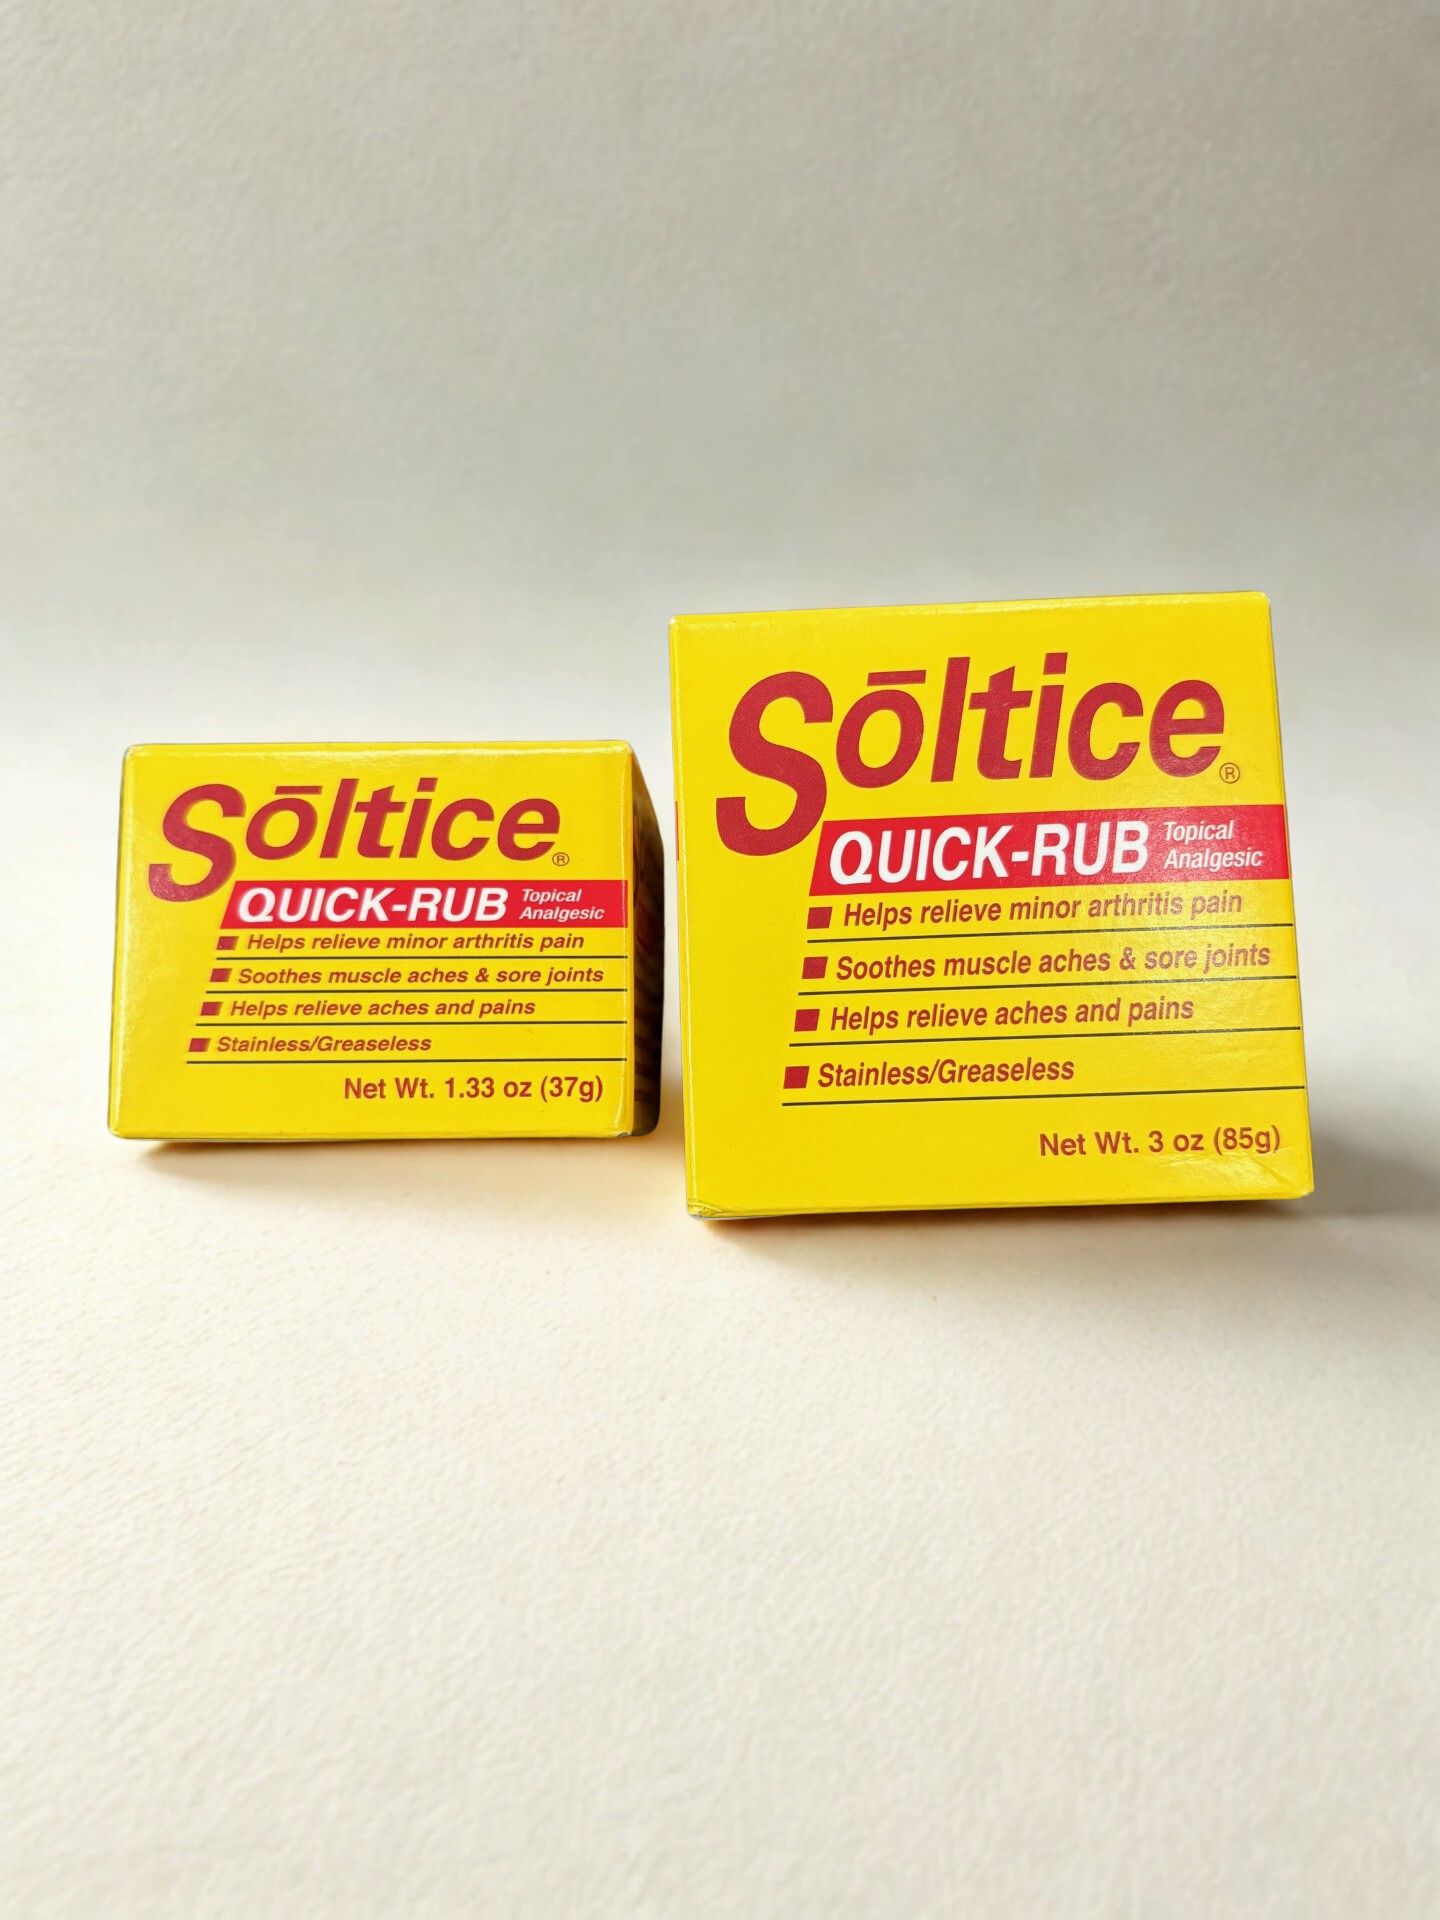 Sōltice®
QUICK-RUB Topical
Analgesic
Helps relieve minor arthritis pain
Soothes muscle aches & sore joints
Helps relieve aches and pains
Stainless/Greaseless
Net Wt. 1.33 oz (37g)
Sōltice®
QUICK-RUB Topical
Analgesic
Helps relieve minor arthritis pain
Soothes muscle aches & sore joints
Helps relieve aches and pains
Stainless/Greaseless
Net Wt. 3 oz (85g)